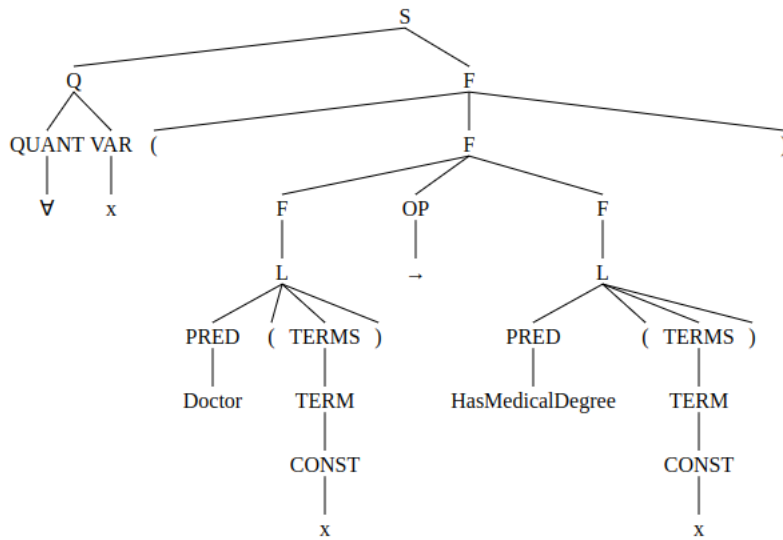 S
Q F
QUANT VAR ( F )
∀ x F OP F
L → L
PRED ( TERMS ) PRED ( TERMS )
Doctor TERM HasMedicalDegree TERM
CONST CONST
x x